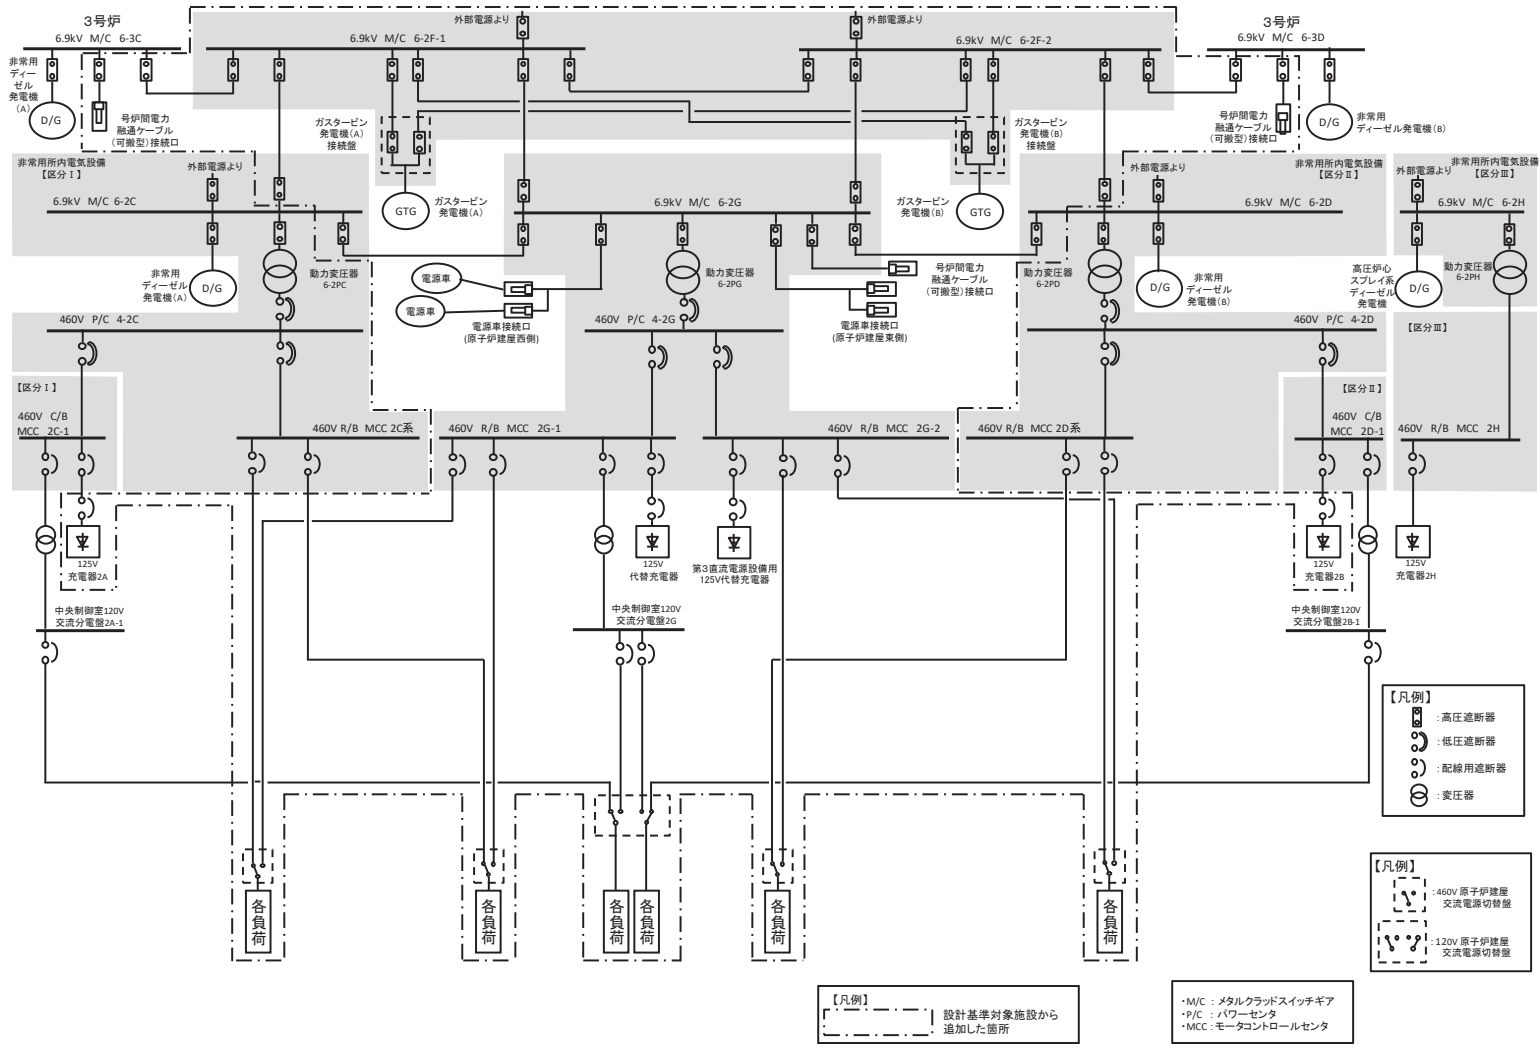 3号炉
6.9kV M/C 6-3C
非常用
ディー
ゼル
発電機
(A)
D/G
号炉間電力
融通ケーブル
(可搬型)接続口
外部電源より
6.9kV M/C 6-2F-1
外部電源より
6.9kV M/C 6-2F-2
3号炉
6.9kV M/C 6-3D
号炉間電力
融通ケーブル
(可搬型)接続口
D/G
非常用
ディーゼル発電機(B)
ガスタービン
発電機(A)
接続盤
GTG
ガスタービン
発電機(A)
ガスタービン
発電機(B)
接続盤
ガスタービン
発電機(B)
GTG
非常用所内電気設備
【区分Ⅰ】
外部電源より
6.9kV M/C 6-2C
非常用
ディーゼル
発電機(A)
D/G
動力変圧器
6-2PC
460V P/C 4-2C
6.9kV M/C 6-2G
電源車
電源車
電源車接続口
(原子炉建屋西側)
動力変圧器
6-2PG
460V P/C 4-2G
号炉間電力
融通ケーブル
(可搬型)接続口
電源車接続口
(原子炉建屋東側)
外部電源より
非常用所内電気設備
【区分Ⅱ】
6.9kV M/C 6-2D
動力変圧器
6-2PD
D/G
非常用
ディーゼル
発電機(B)
460V P/C 4-2D
非常用所内電気設備
【区分Ⅲ】
外部電源より
6.9kV M/C 6-2H
高圧炉心
スプレイ系
ディーゼル
発電機
D/G
動力変圧器
6-2PH
【区分Ⅲ】
【区分Ⅰ】
460V C/B
MCC 2C-1
460V R/B MCC 2C系
460V R/B MCC 2G-1
460V R/B MCC 2G-2
460V R/B MCC 2D系
【区分Ⅱ】
460V C/B
MCC 2D-1
460V R/B MCC 2H
125V
充電器2A
125V
代替充電器
第3直流電源設備用
125V代替充電器
125V
充電器2B
125V
充電器2H
中央制御室120V
交流分電盤2A-1
中央制御室120V
交流分電盤2G
中央制御室120V
交流分電盤2B-1
各負荷
各負荷
各負荷
各負荷
各負荷
各負荷
【凡例】
:高圧遮断器
:低圧遮断器
:配線用遮断器
:変圧器
【凡例】
:460V 原子炉建屋
交流電源切替盤
:120V 原子炉建屋
交流電源切替盤
【凡例】
設計基準対象施設から
追加した箇所
・M/C :メタルクラッドスイッチギア
・P/C :パワーセンタ
・MCC:モータコントロールセンタ